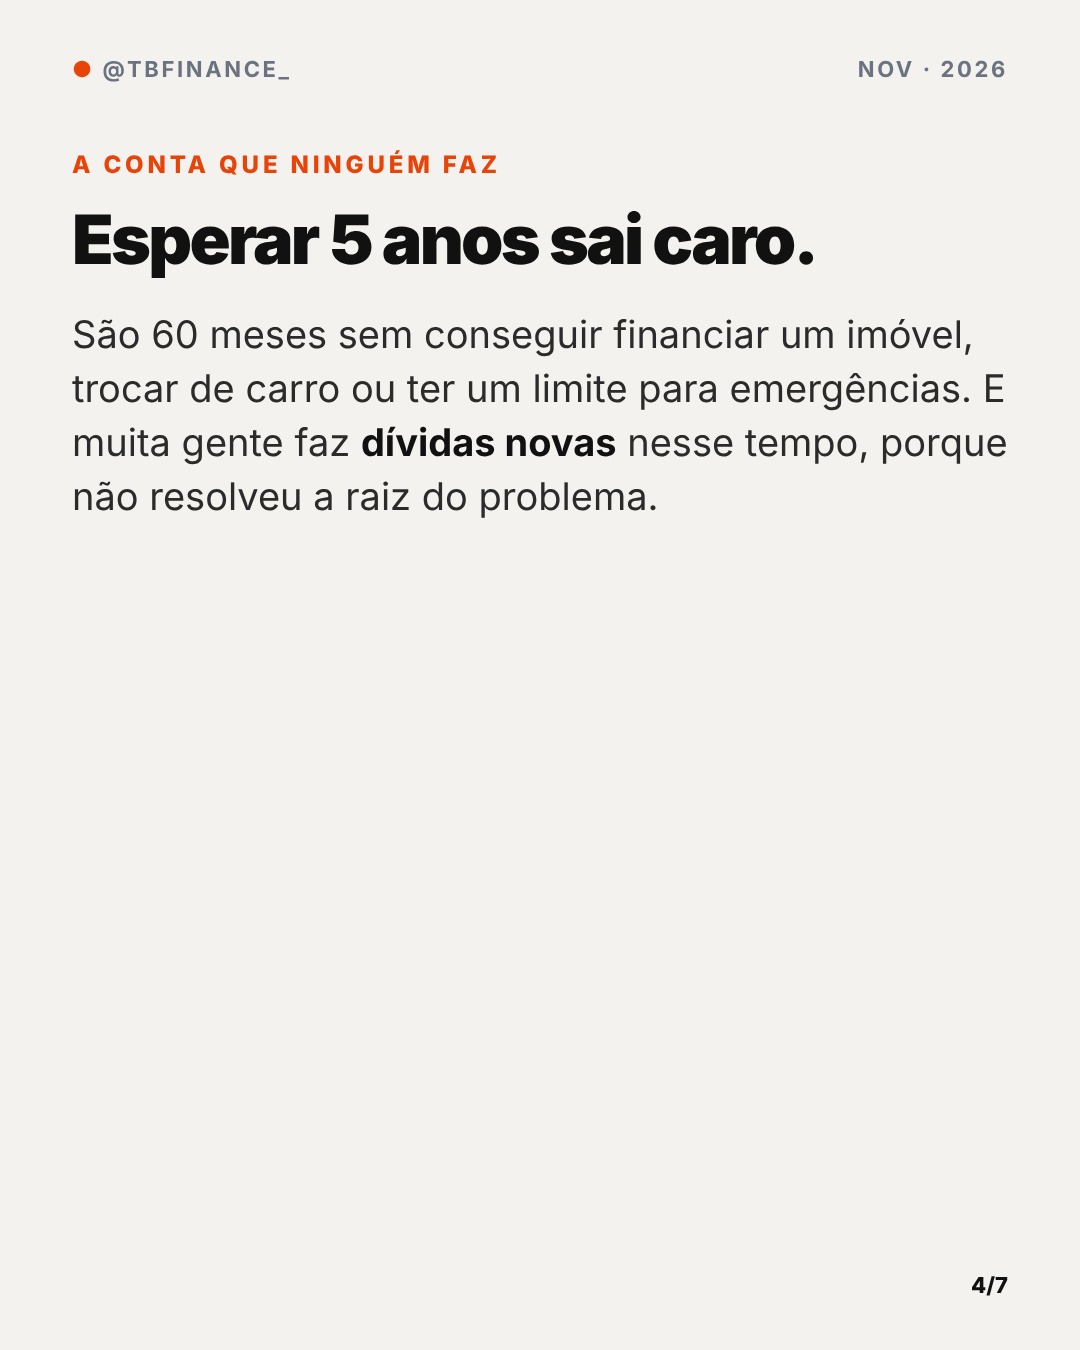 @TBFINANCE_
NOV · 2026
A CONTA QUE NINGUÉM FAZ
Esperar 5 anos sai caro.
São 60 meses sem conseguir financiar um imóvel,
trocar de carro ou ter um limite para emergências. E
muita gente faz dívidas novas nesse tempo, porque
não resolveu a raiz do problema.
4/7